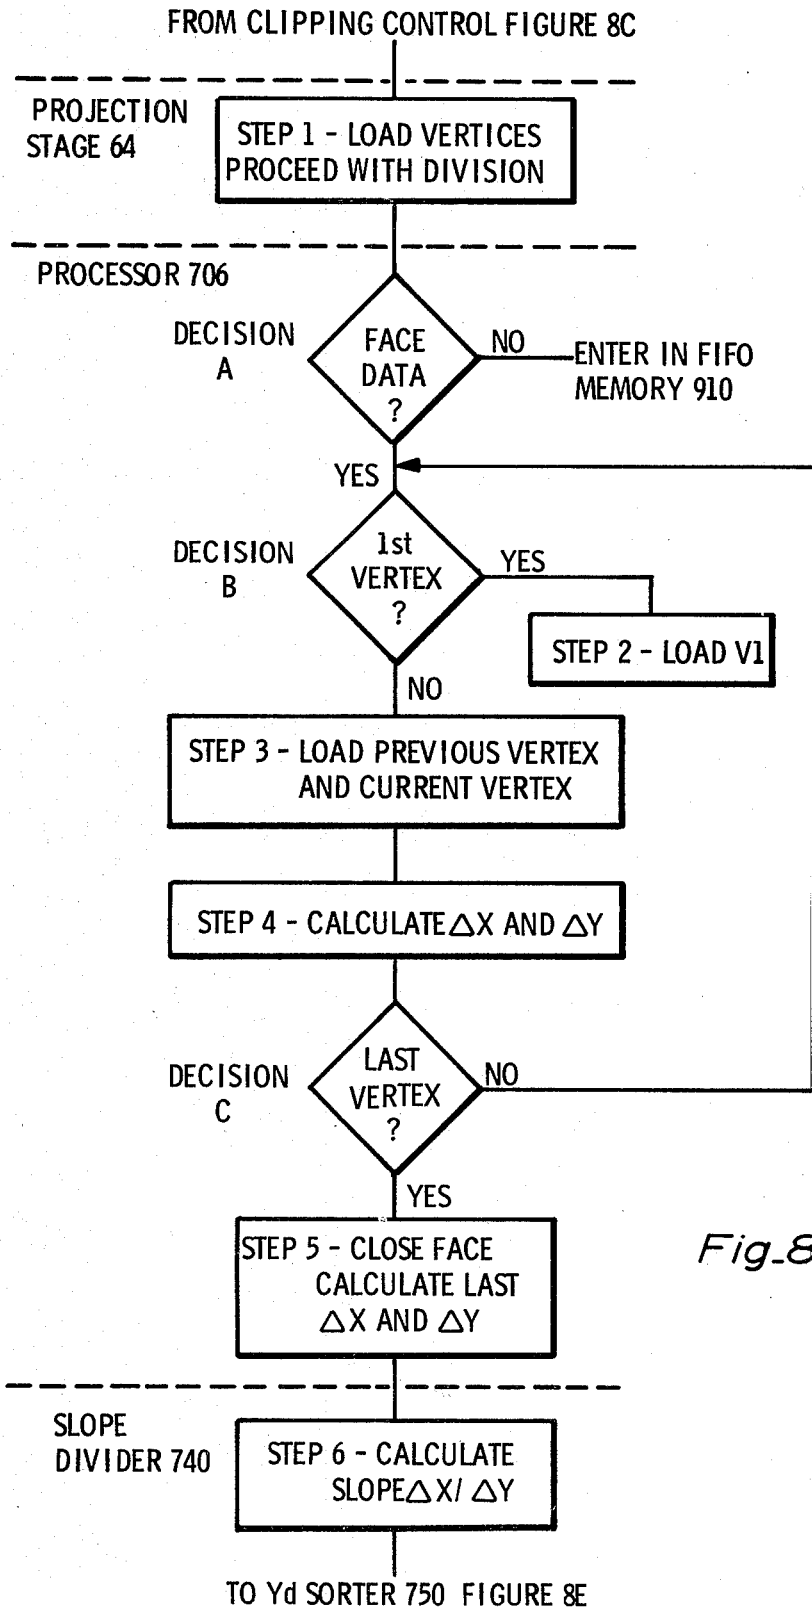 FROM CLIPPING CONTROL FIGURE 8C
PROJECTION
STAGE 64
STEP 1 - LOAD VERTICES
PROCEED WITH DIVISION
PROCESSOR 706
DECISION
A
FACE
DATA
?
NO
ENTER IN FIFO
MEMORY 910
YES
DECISION
B
1st
VERTEX
?
YES
STEP 2 - LOAD V1
NO
STEP 3 - LOAD PREVIOUS VERTEX
AND CURRENT VERTEX
STEP 4 - CALCULATE △X AND △Y
DECISION
C
LAST
VERTEX
?
NO
YES
STEP 5 - CLOSE FACE
CALCULATE LAST
△X AND △Y
Fig_8
SLOPE
DIVIDER 740
STEP 6 - CALCULATE
SLOPE△X/ △Y
TO Yd SORTER 750 FIGURE 8E